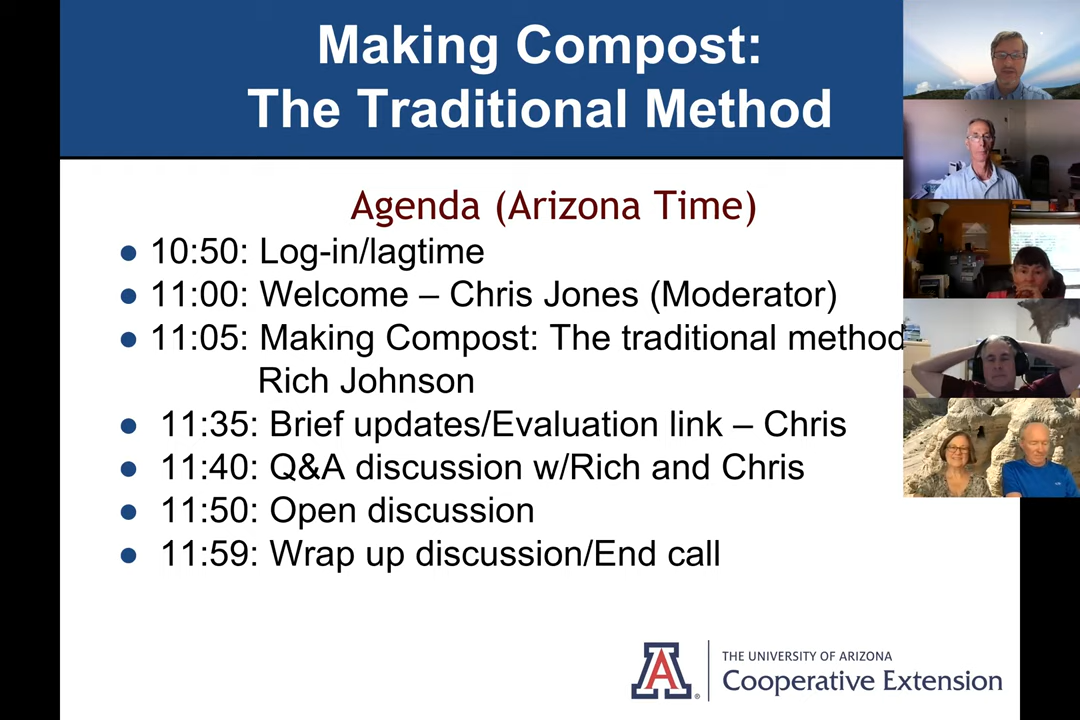 Making Compost:
The Traditional Method
Agenda (Arizona Time)
● 10:50: Log-in/lagtime
● 11:00: Welcome – Chris Jones (Moderator)
● 11:05: Making Compost: The traditional method
Rich Johnson
● 11:35: Brief updates/Evaluation link – Chris
● 11:40: Q&A discussion w/Rich and Chris
● 11:50: Open discussion
● 11:59: Wrap up discussion/End call
A
THE UNIVERSITY OF ARIZONA
Cooperative Extension